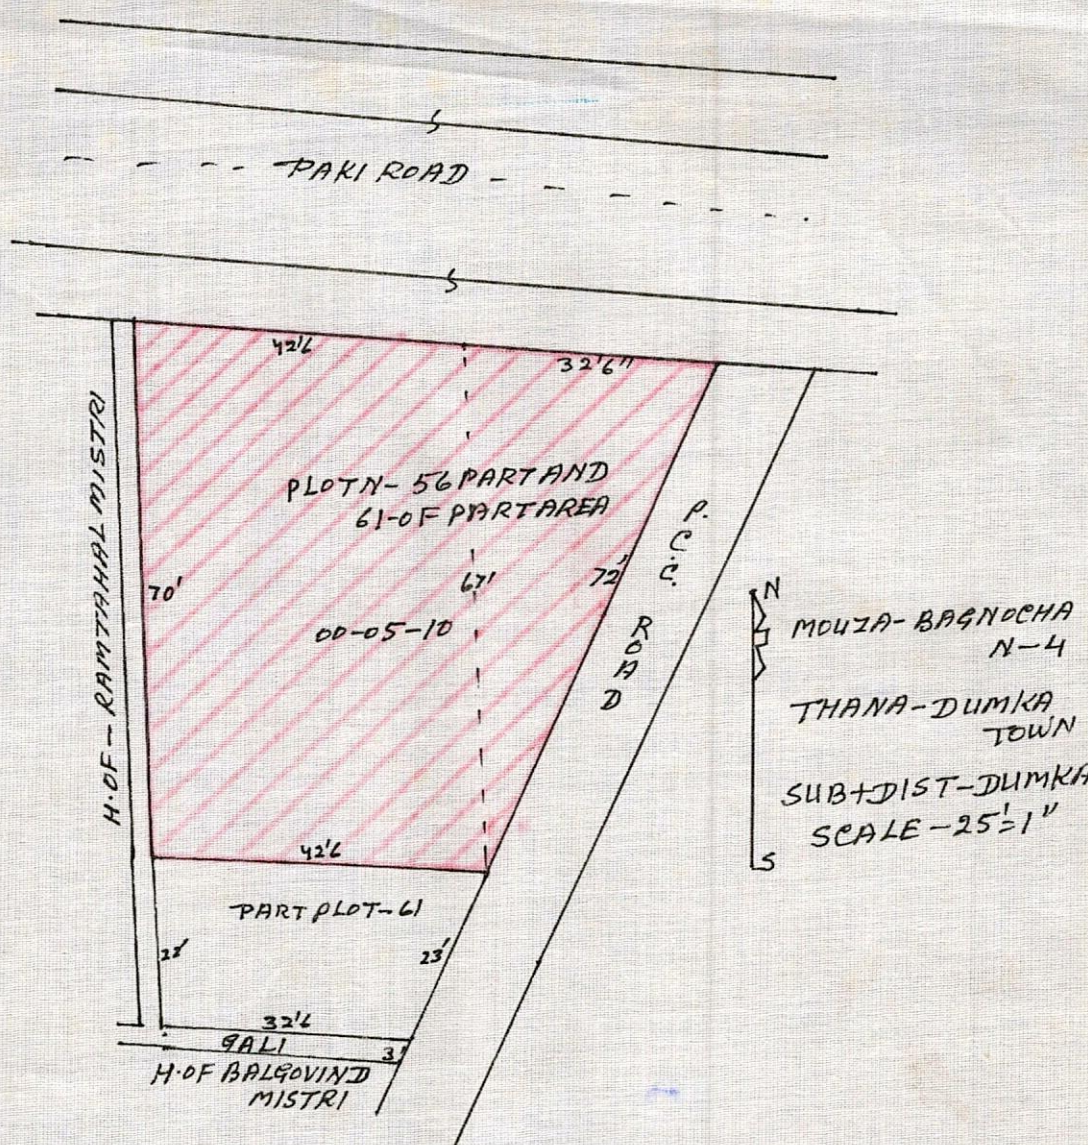 PAKI ROAD
42'6
32'6"
H.OF-RAMTAHAL MISTRI
PLOTN-56 PART AND
61-OF PART AREA
70'
67'
72'
00-05-10
P.C.C. ROAD
42'6
PART PLOT-61
23'
32'6
GALI
3'
H.OF BALGOVIND
MISTRI
N
MOUZA-BAGNOCHA
N-4
THANA-DUMKA
TOWN
SUB+DIST-DUMKA
SCALE-25'=1"
S